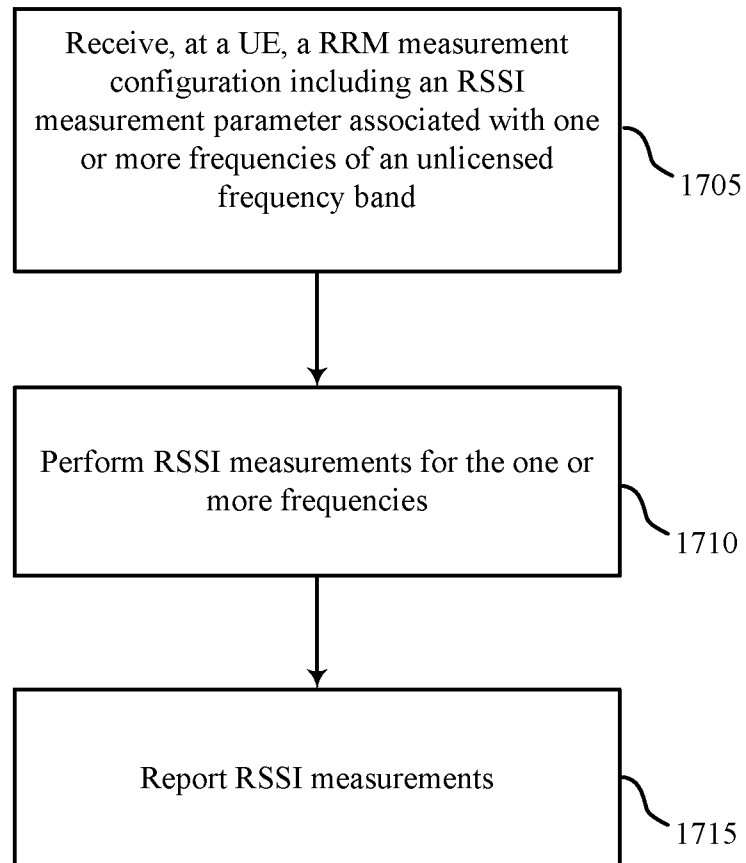 Receive, at a UE, a RRM measurement
configuration including an RSSI
measurement parameter associated with one
or more frequencies of an unlicensed
frequency band
1705
Perform RSSI measurements for the one or
more frequencies
1710
Report RSSI measurements
1715